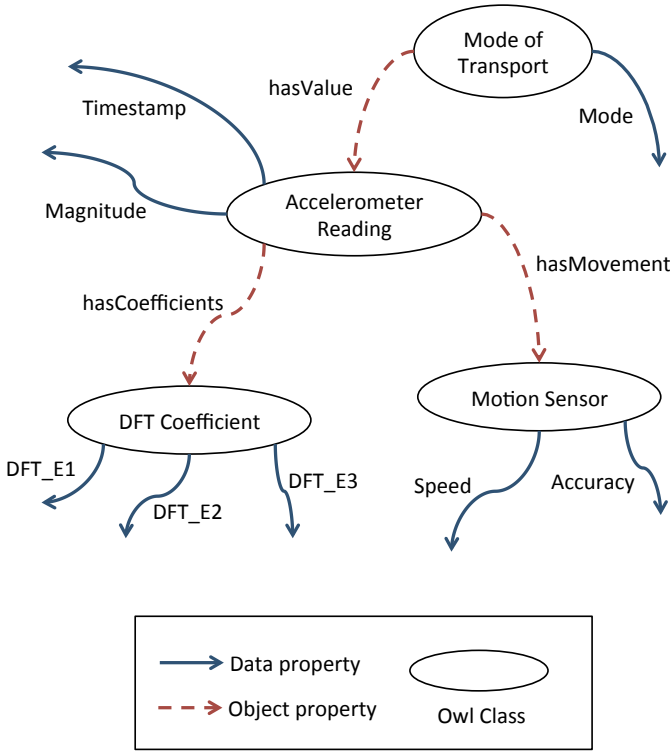 Mode of
Transport
hasValue
Timestamp
Mode
Magnitude
Accelerometer
Reading
hasMovement
hasCoefficients
DFT Coefficient
Motion Sensor
DFT_E1
DFT_E2
DFT_E3
Speed
Accuracy
Data property
Object property
Owl Class